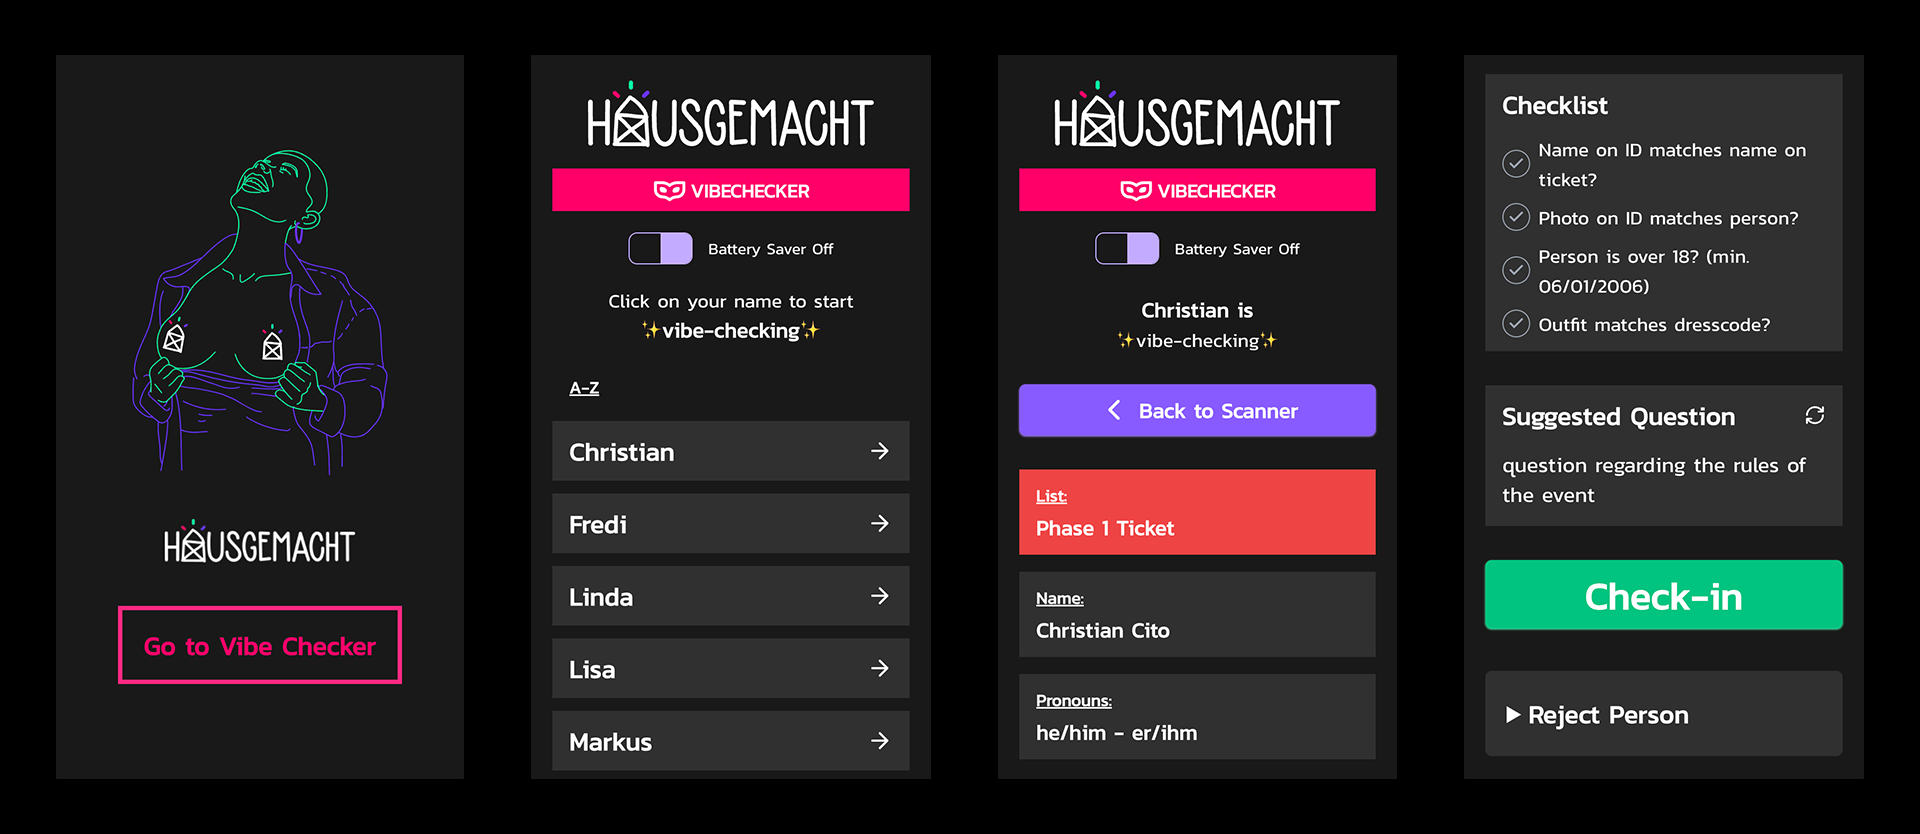 HAUSGEMACHT
Go to Vibe Checker
HAUSGEMACHT
VIBECHECKER
Battery Saver Off
Click on your name to start
✨vibe-checking✨
A-Z
Christian
Fredi
Linda
Lisa
Markus
HAUSGEMACHT
VIBECHECKER
Battery Saver Off
Christian is
✨vibe-checking✨
Back to Scanner
List:
Phase 1 Ticket
Name:
Christian Cito
Pronouns:
he/him - er/ihm
Checklist
Name on ID matches name on
ticket?
Photo on ID matches person?
Person is over 18? (min.
06/01/2006)
Outfit matches dresscode?
Suggested Question
question regarding the rules of
the event
Check-in
Reject Person